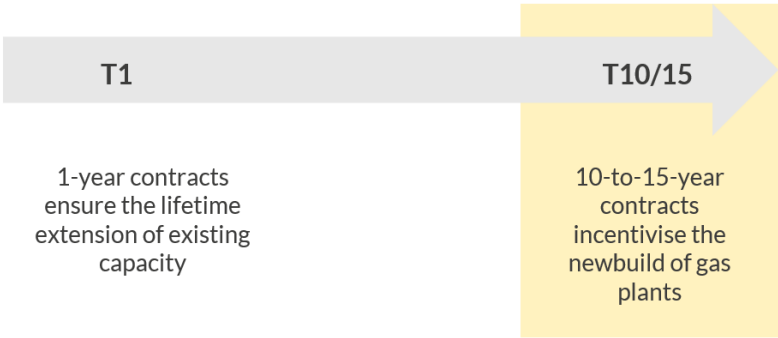 T1
T10/15
1-year contracts
ensure the lifetime
extension of existing
capacity
10-to-15-year
contracts
incentivise the
newbuild of gas
plants